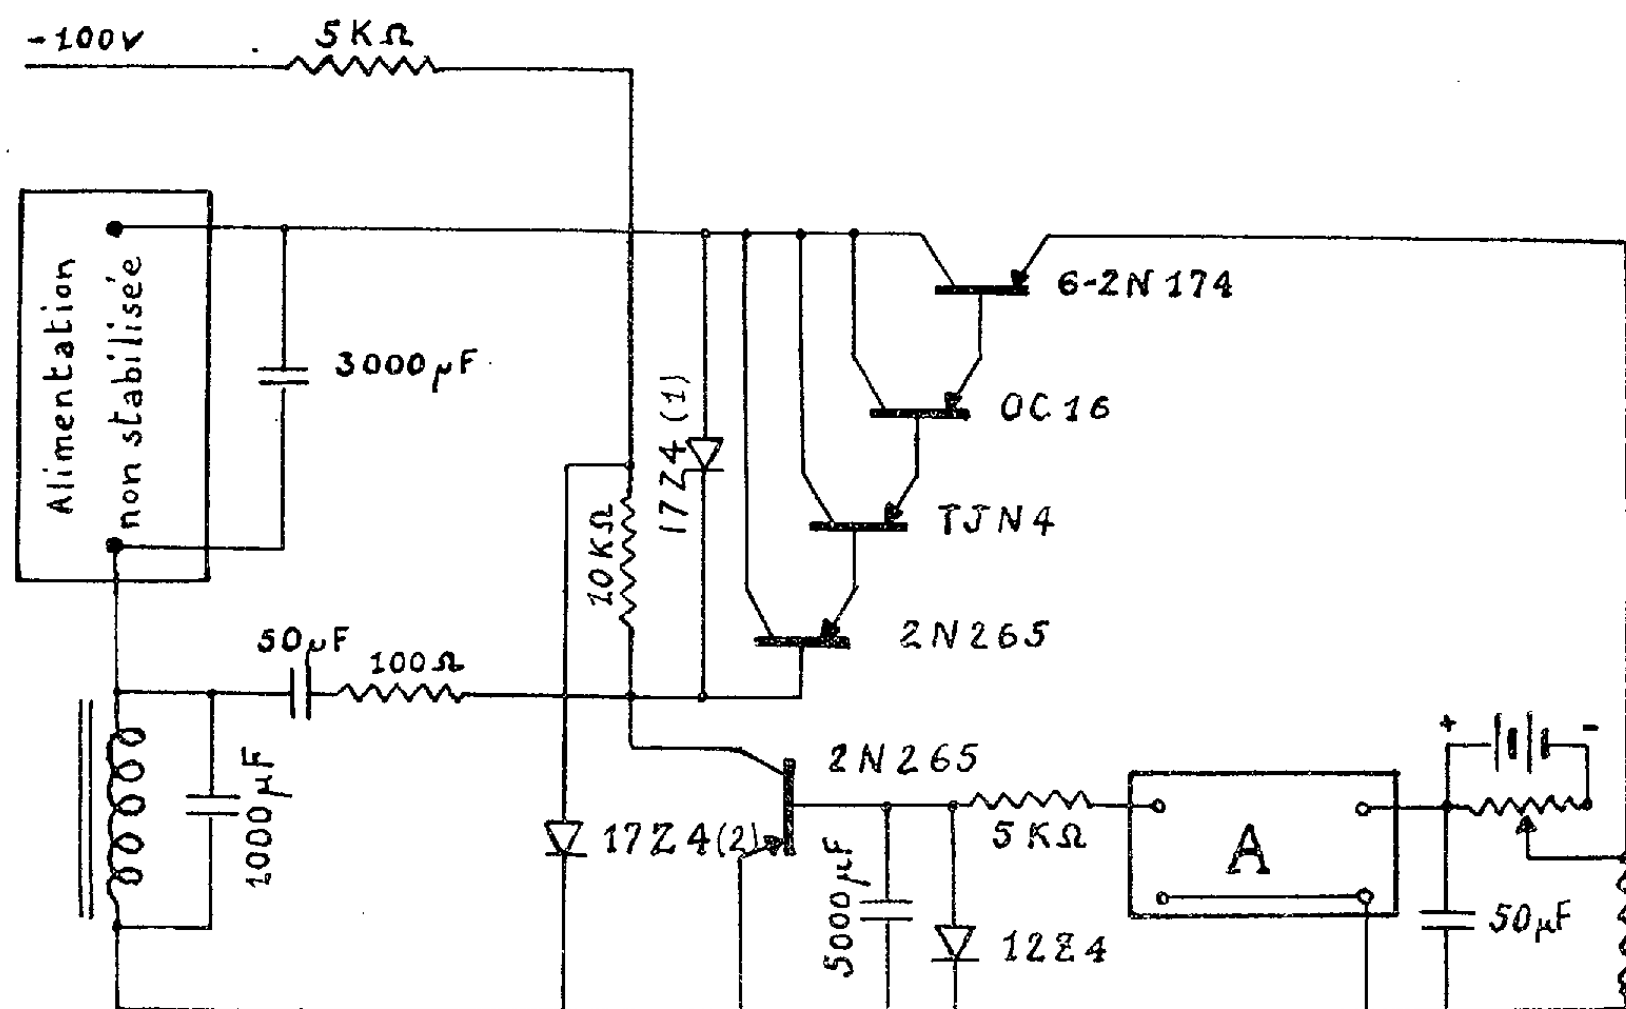 -100v
5KΩ
Alimentation
non stabilisée
3000μF
17Z4 (1)
6-2N174
OC16
TJN4
10KΩ
2N265
50μF
100Ω
1000μF
17Z4(2)
2N265
5KΩ
5000μF
12Z4
A
+
-
50μF